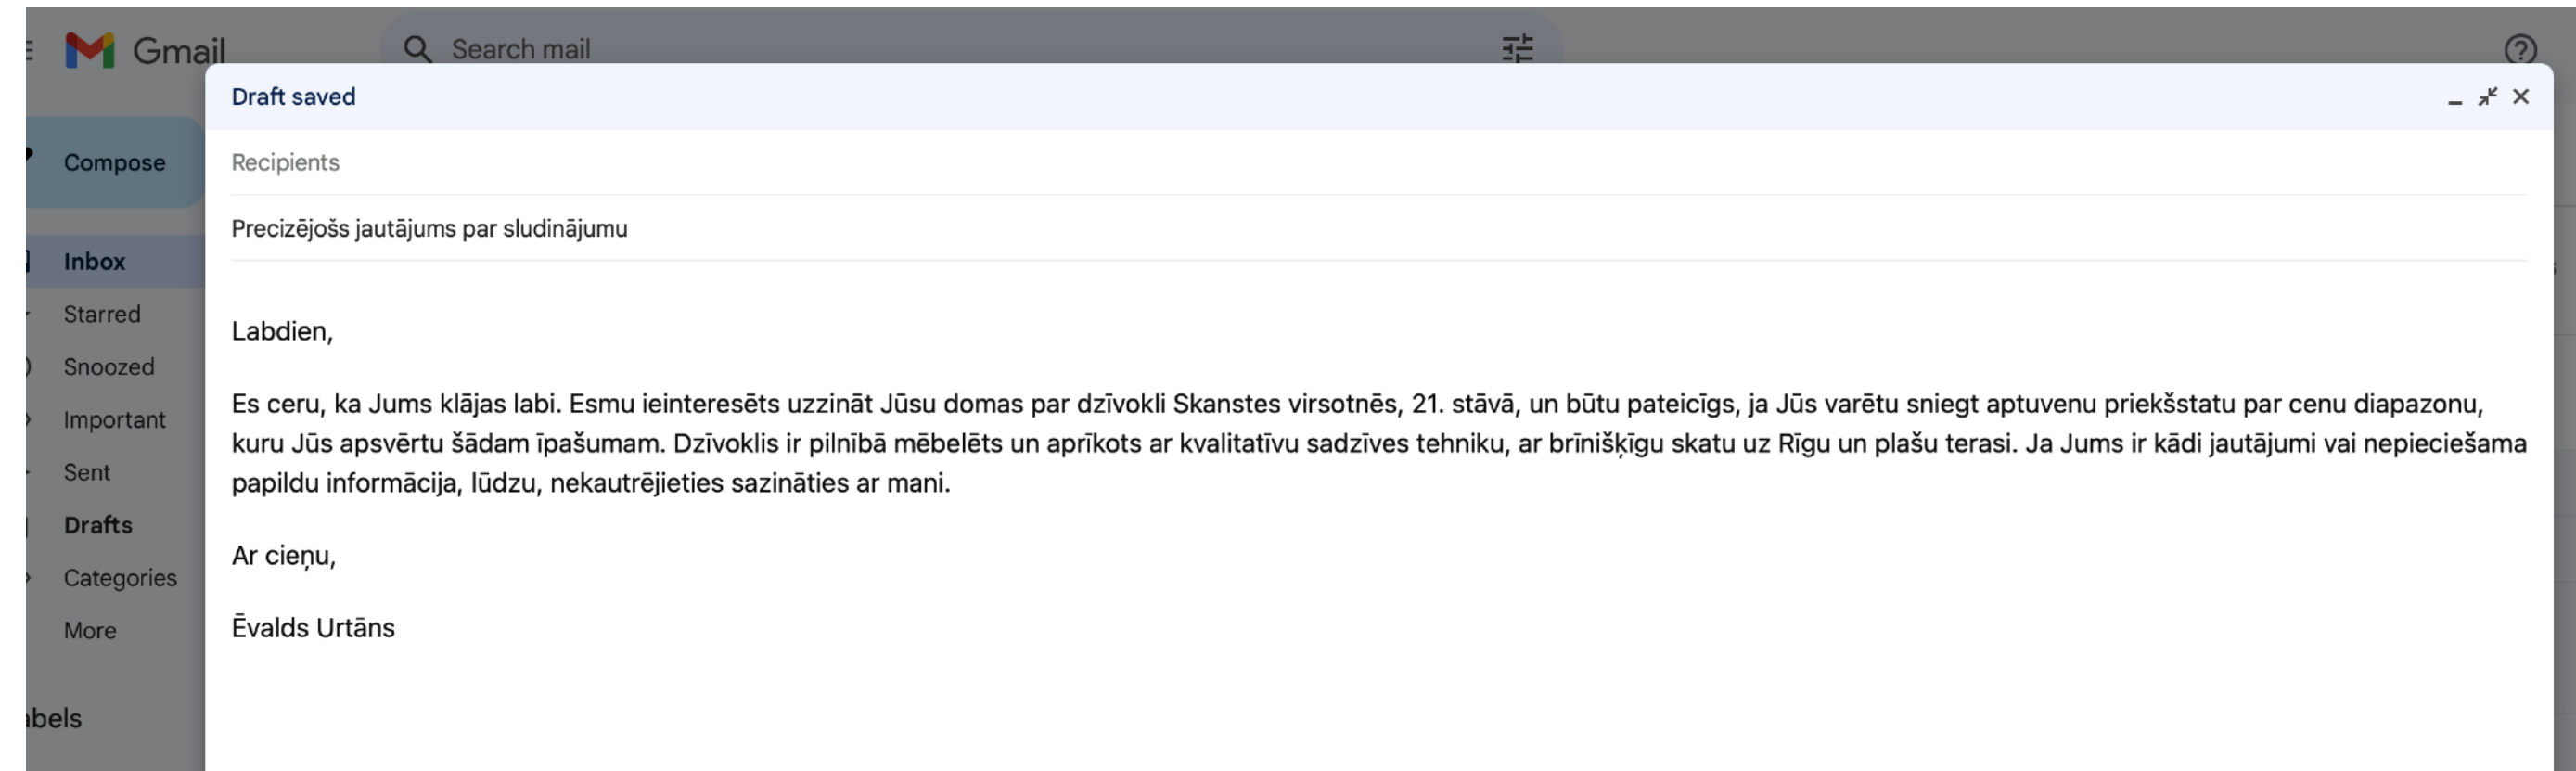 Gmail
Search mail
Draft saved
Compose
Recipients
Precizējošs jautājums par sludinājumu
Inbox
Starred
Snoozed
Important
Sent
Drafts
Categories
More
Labdien,
Es ceru, ka Jums klājas labi. Esmu ieinteresēts uzzināt Jūsu domas par dzīvokli Skanstes virsotnēs, 21. stāvā, un būtu pateicīgs, ja Jūs varētu sniegt aptuvenu priekšstatu par cenu diapazonu,
kuru Jūs apsvērtu šādam īpašumam. Dzīvoklis ir pilnībā mēbelēts un aprīkots ar kvalitatīvu sadzīves tehniku, ar brīnišķīgu skatu uz Rīgu un plašu terasi. Ja Jums ir kādi jautājumi vai nepieciešama
papildu informācija, lūdzu, nekautrējieties sazināties ar mani.
Ar cieņu,
Ēvalds Urtāns